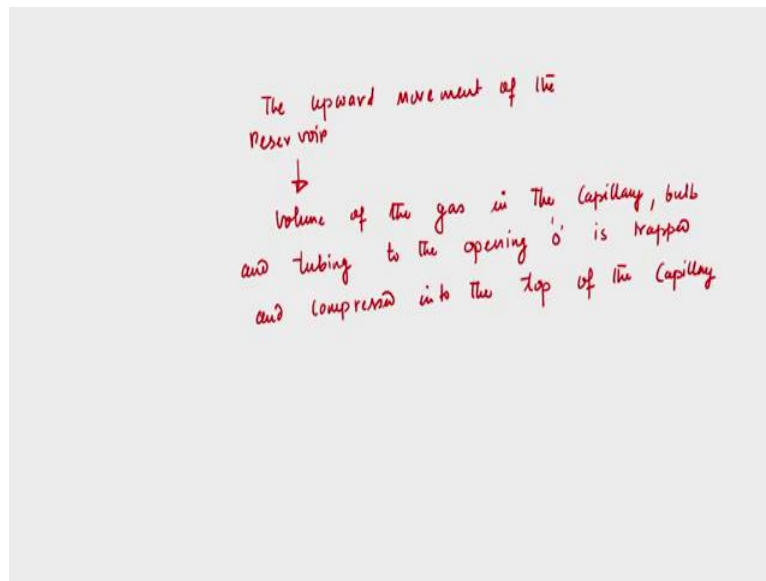 The upward movement of the
Reservoir
Volume of the gas in the Capillary, bulb
and tubing to the opening 'o' is trapped
and compressed into the top of the Capillary